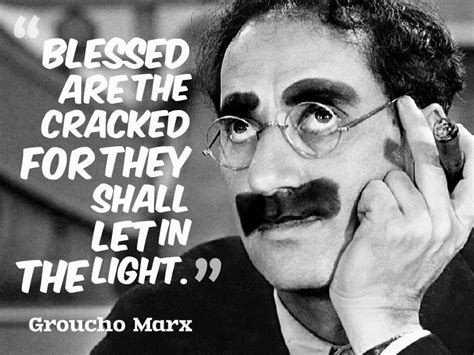 “BLESSED
ARE THE
CRACKED
FOR THEY
SHALL
LET IN
THE LIGHT.”
Groucho Marx